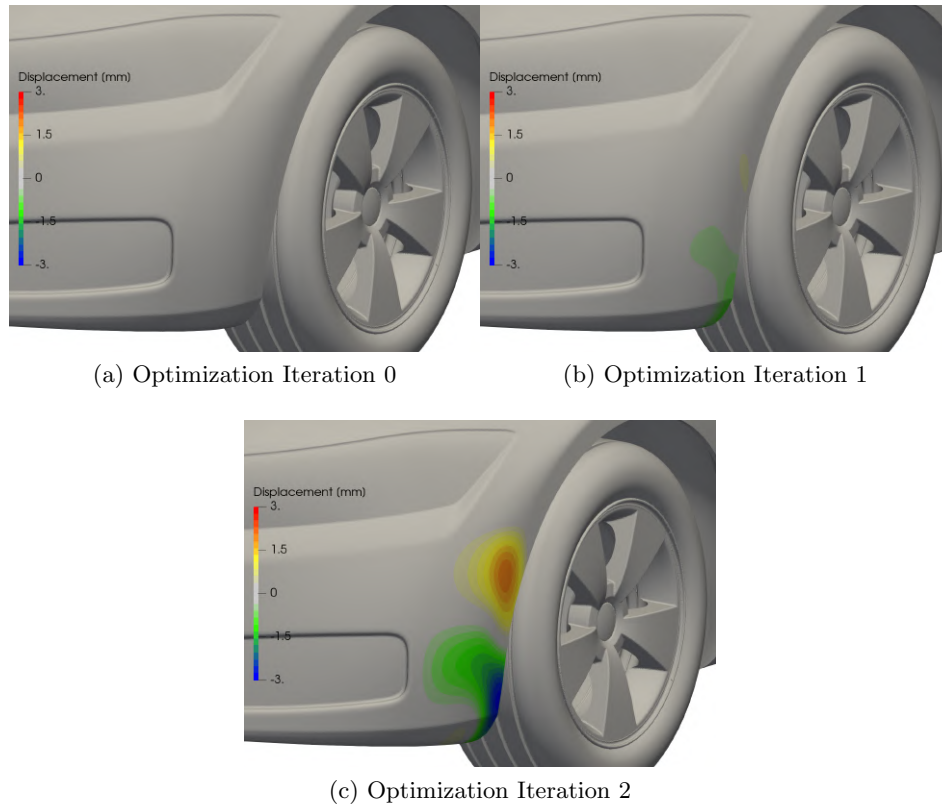 Displacement (mm)
3.
1.5
0
-1.5
-3.
Displacement (mm)
3.
1.5
0
-1.5
-3.
(a) Optimization Iteration 0
(b) Optimization Iteration 1
Displacement (mm)
3.
1.5
0
-1.5
-3.
(c) Optimization Iteration 2